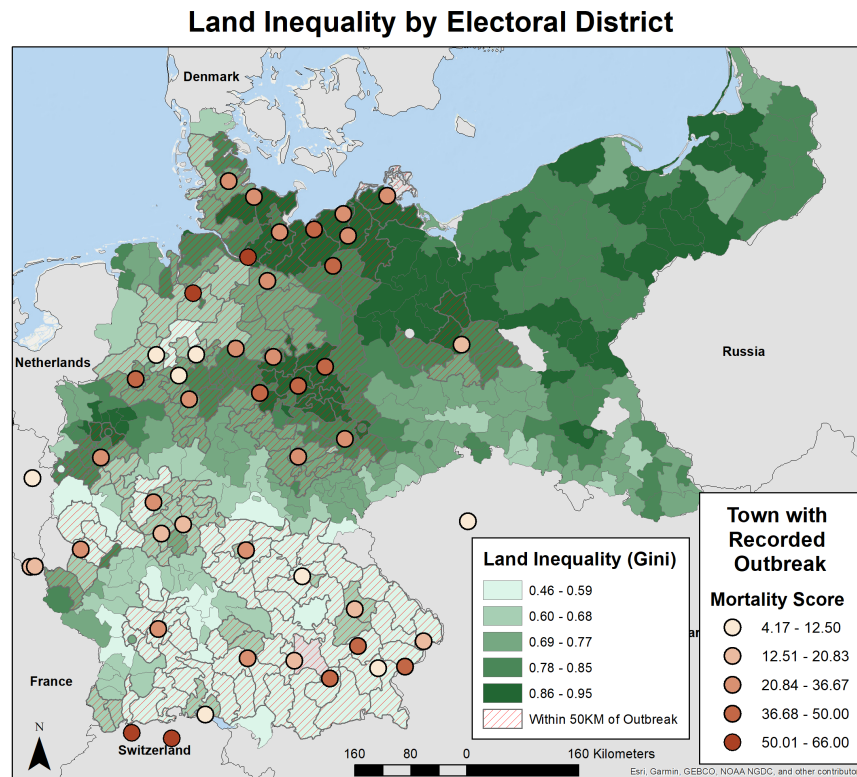 Land Inequality by Electoral District
Denmark
Netherlands
Russia
France
Switzerland
N
Land Inequality (Gini)
0.46 - 0.59
0.60 - 0.68
0.69 - 0.77
0.78 - 0.85
0.86 - 0.95
Within 50KM of Outbreak
Town with
Recorded
Outbreak
Mortality Score
4.17 - 12.50
12.51 - 20.83
20.84 - 36.67
36.68 - 50.00
50.01 - 66.00
160 80 0 160 Kilometers
Esri, Garmin, GEBCO, NOAA NGDC, and other contributor